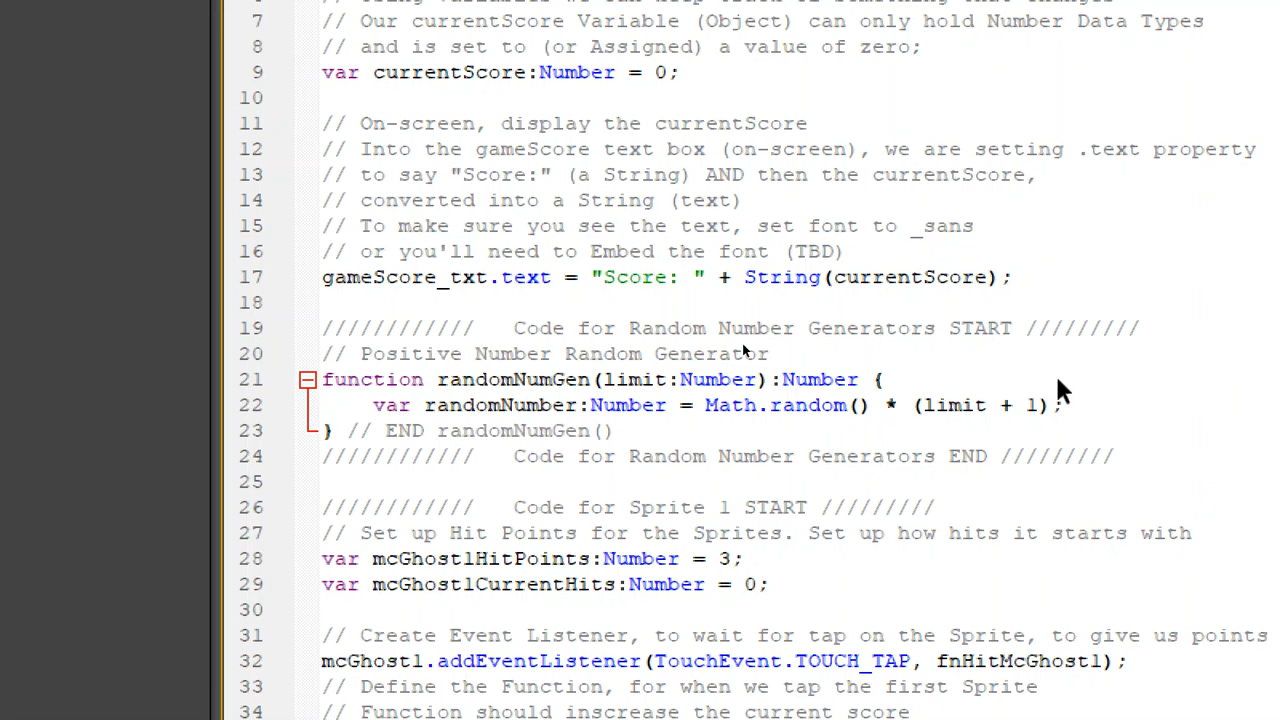 7 // Our currentScore Variable (Object) can only hold Number Data Types
8 // and is set to (or Assigned) a value of zero;
9 var currentScore:Number = 0;
10
11 // On-screen, display the currentScore
12 // Into the gameScore text box (on-screen), we are setting .text property
13 // to say "Score:" (a String) AND then the currentScore,
14 // converted into a String (text)
15 // To make sure you see the text, set font to _sans
16 // or you'll need to Embed the font (TBD)
17 gameScore_txt.text = "Score: " + String(currentScore);
18
19 //////////// Code for Random Number Generators START /////////
20 // Positive Number Random Generator
21 function randomNumGen(limit:Number):Number {
22 var randomNumber:Number = Math.random() * (limit + 1);
23 } // END randomNumGen()
24 //////////// Code for Random Number Generators END /////////
25
26 //////////// Code for Sprite 1 START /////////
27 // Set up Hit Points for the Sprites. Set up how hits it starts with
28 var mcGhost1HitPoints:Number = 3;
29 var mcGhost1CurrentHits:Number = 0;
30
31 // Create Event Listener, to wait for tap on the Sprite, to give us points
32 mcGhost1.addEventListener(TouchEvent.TOUCH_TAP, fnHitMcGhost1);
33 // Define the Function, for when we tap the first Sprite
34 // Function should inscrease the current score